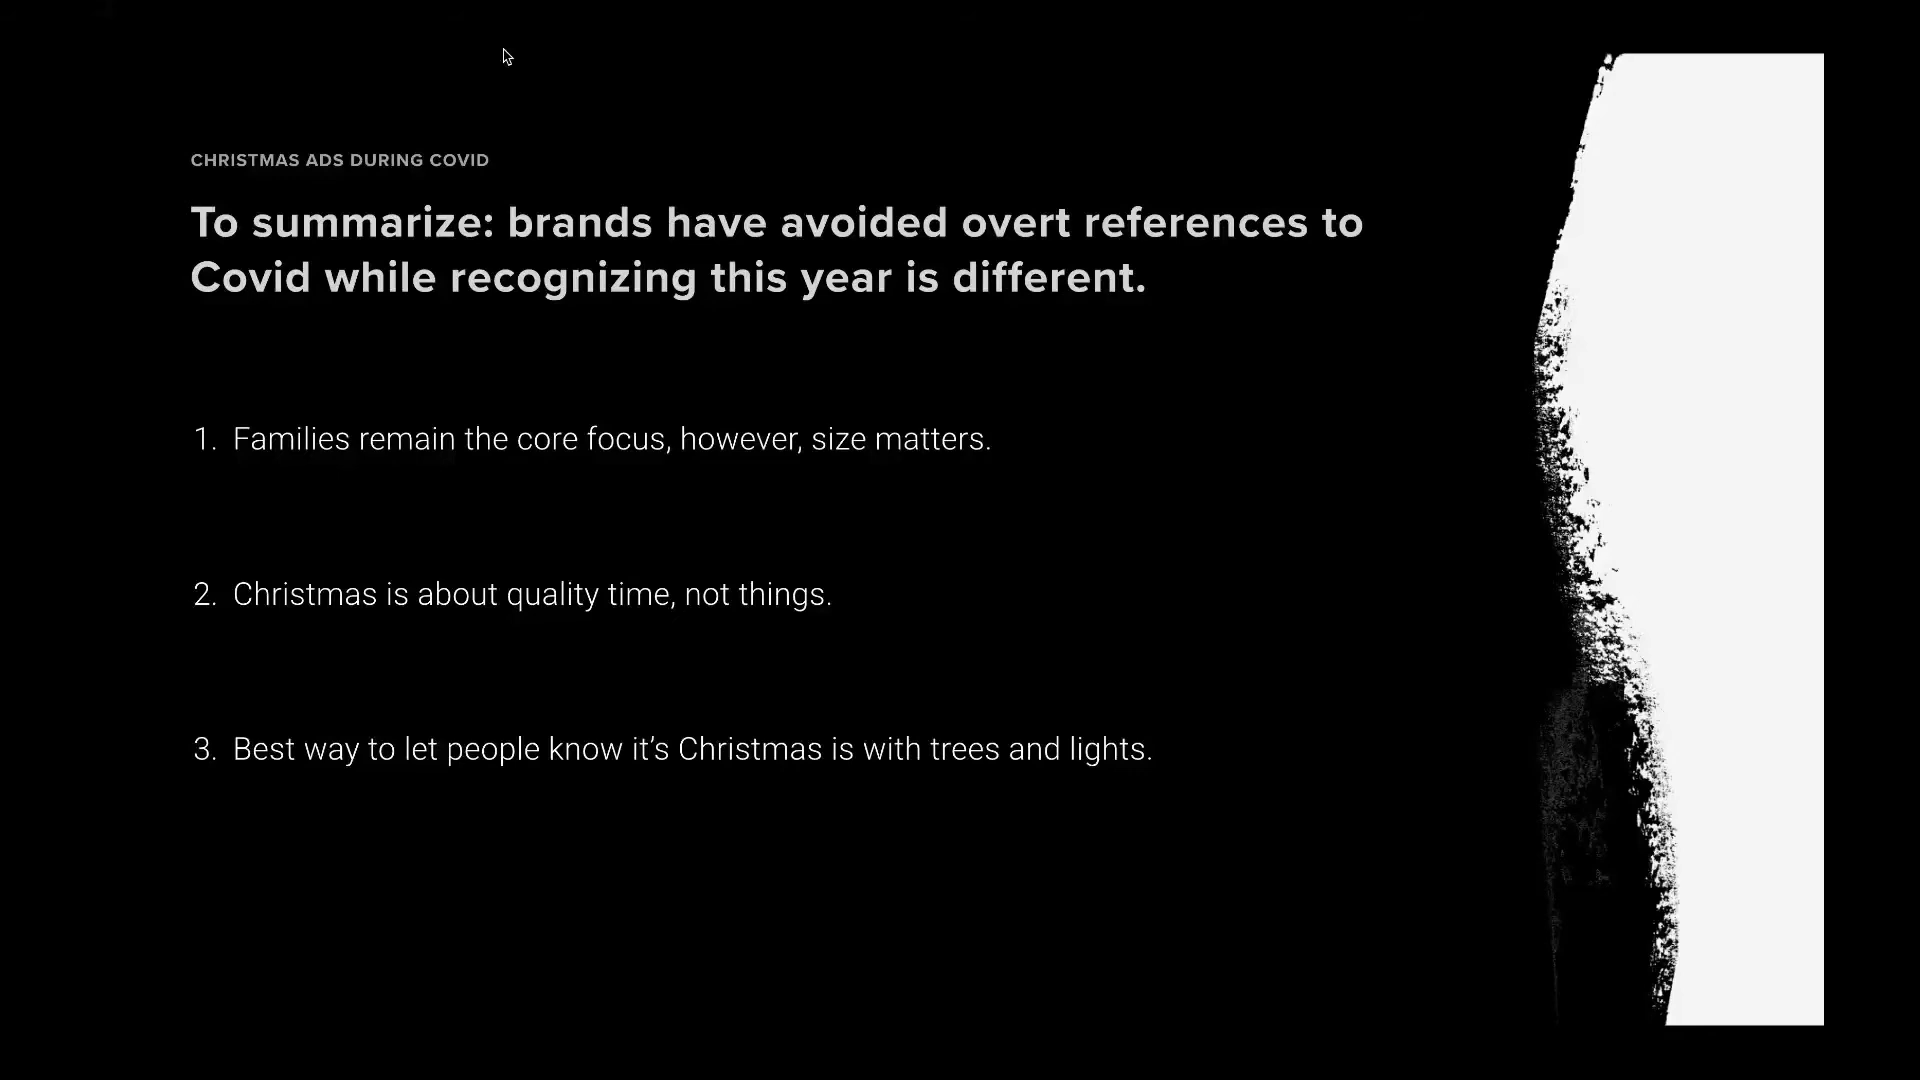 CHRISTMAS ADS DURING COVID
To summarize: brands have avoided overt references to
Covid while recognizing this year is different.
1. Families remain the core focus, however, size matters.
2. Christmas is about quality time, not things.
3. Best way to let people know it’s Christmas is with trees and lights.